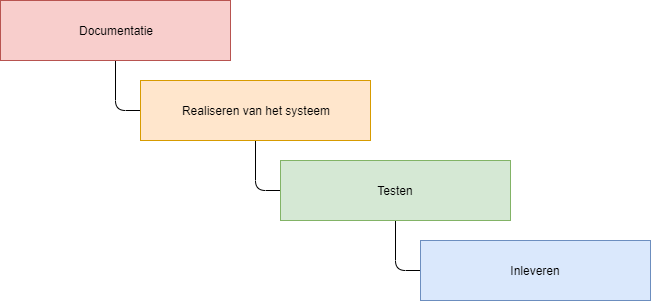 Documentatie
Realiseren van het systeem
Testen
Inleveren